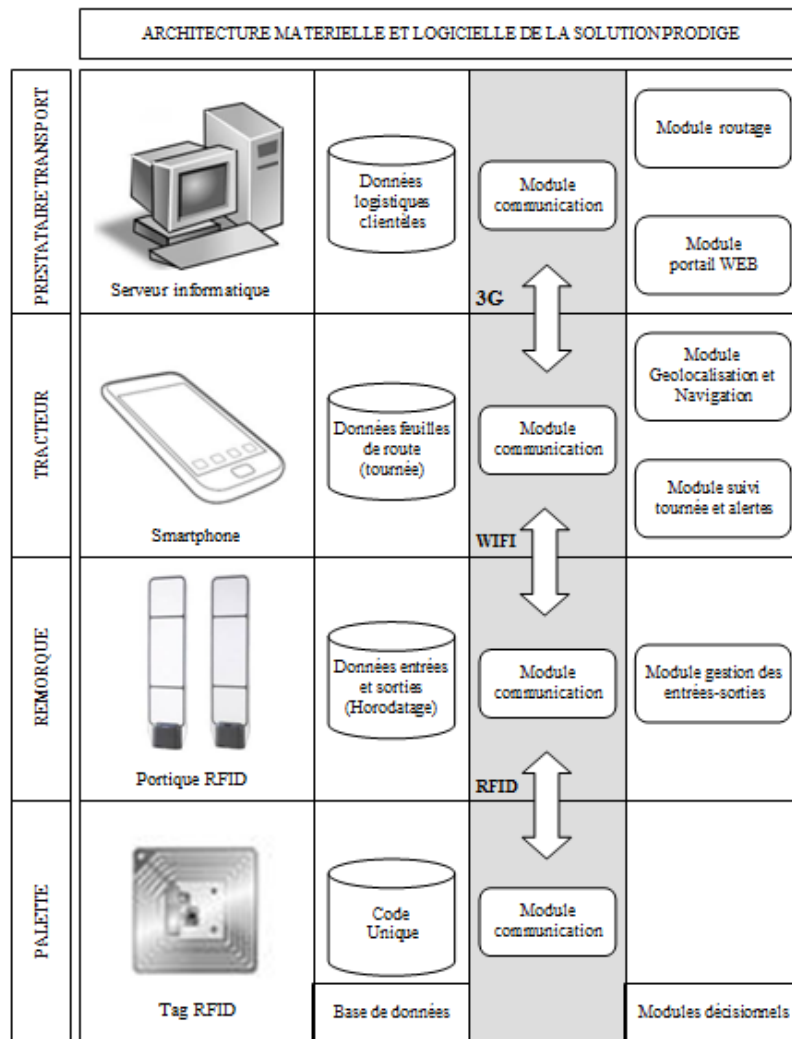 ARCHITECTURE MATERIELLE ET LOGICIELLE DE LA SOLUTION PRODIGE
PRESTATAIRE TRANSPORT
Serveur informatique
Données
logistiques
clientèles
Module
communication
3G
Module routage
Module
portail WEB
TRACTEUR
Smartphone
Données feuilles
de route
(tournée)
Module
communication
WIFI
Module
Geolocalisation et
Navigation
Module suivi
tournée et alertes
REMORQUE
Portique RFID
Données entrées
et sorties
(Horodatage)
Module
communication
RFID
Module gestion des
entrées-sorties
PALETTE
Tag RFID
Code
Unique
Module
communication
Base de données
Modules décisionnels